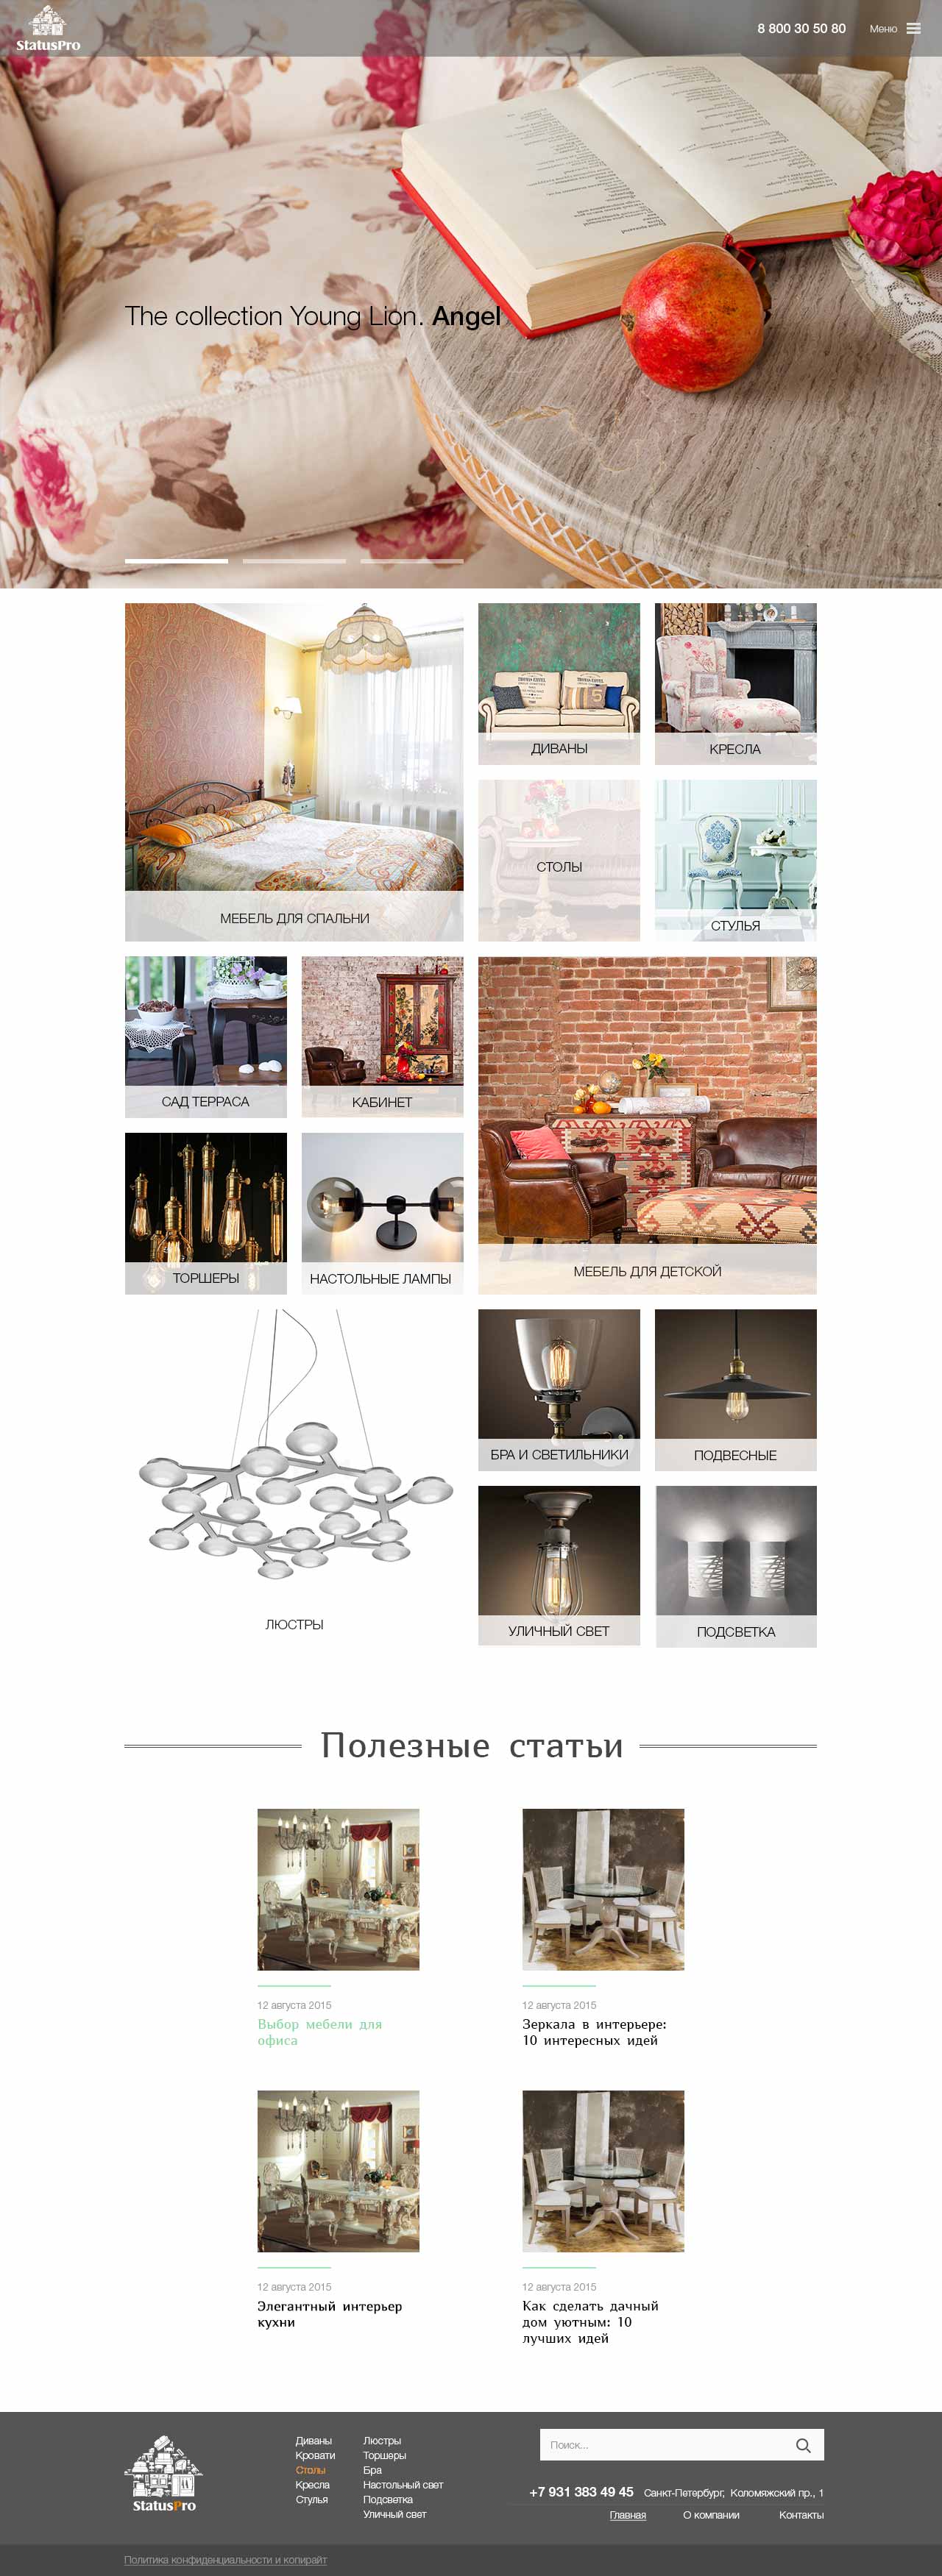 StatusPro
8 800 30 50 80 Меню
The collection Young Lion. Angel
ДИВАНЫ
КРЕСЛА
СТОЛЫ
СТУЛЬЯ
МЕБЕЛЬ ДЛЯ СПАЛЬНИ
САД ТЕРРАСА
КАБИНЕТ
ТОРШЕРЫ
НАСТОЛЬНЫЕ ЛАМПЫ
МЕБЕЛЬ ДЛЯ ДЕТСКОЙ
БРА И СВЕТИЛЬНИКИ
ПОДВЕСНЫЕ
ЛЮСТРЫ
УЛИЧНЫЙ СВЕТ
ПОДСВЕТКА
Полезные статьи
12 августа 2015
Выбор мебели для
офиса
12 августа 2015
Зеркала в интерьере:
10 интересных идей
12 августа 2015
Элегантный интерьер
кухни
12 августа 2015
Как сделать дачный
дом уютным: 10
лучших идей
StatusPro
Диваны
Кровати
Столы
Кресла
Стулья
Люстры
Торшеры
Бра
Настольный свет
Подсветка
Уличный свет
Поиск...
+7 931 383 49 45 Санкт-Петербург, Коломяжский пр., 1
Главная О компании Контакты
Политика конфиденциальности и копирайт